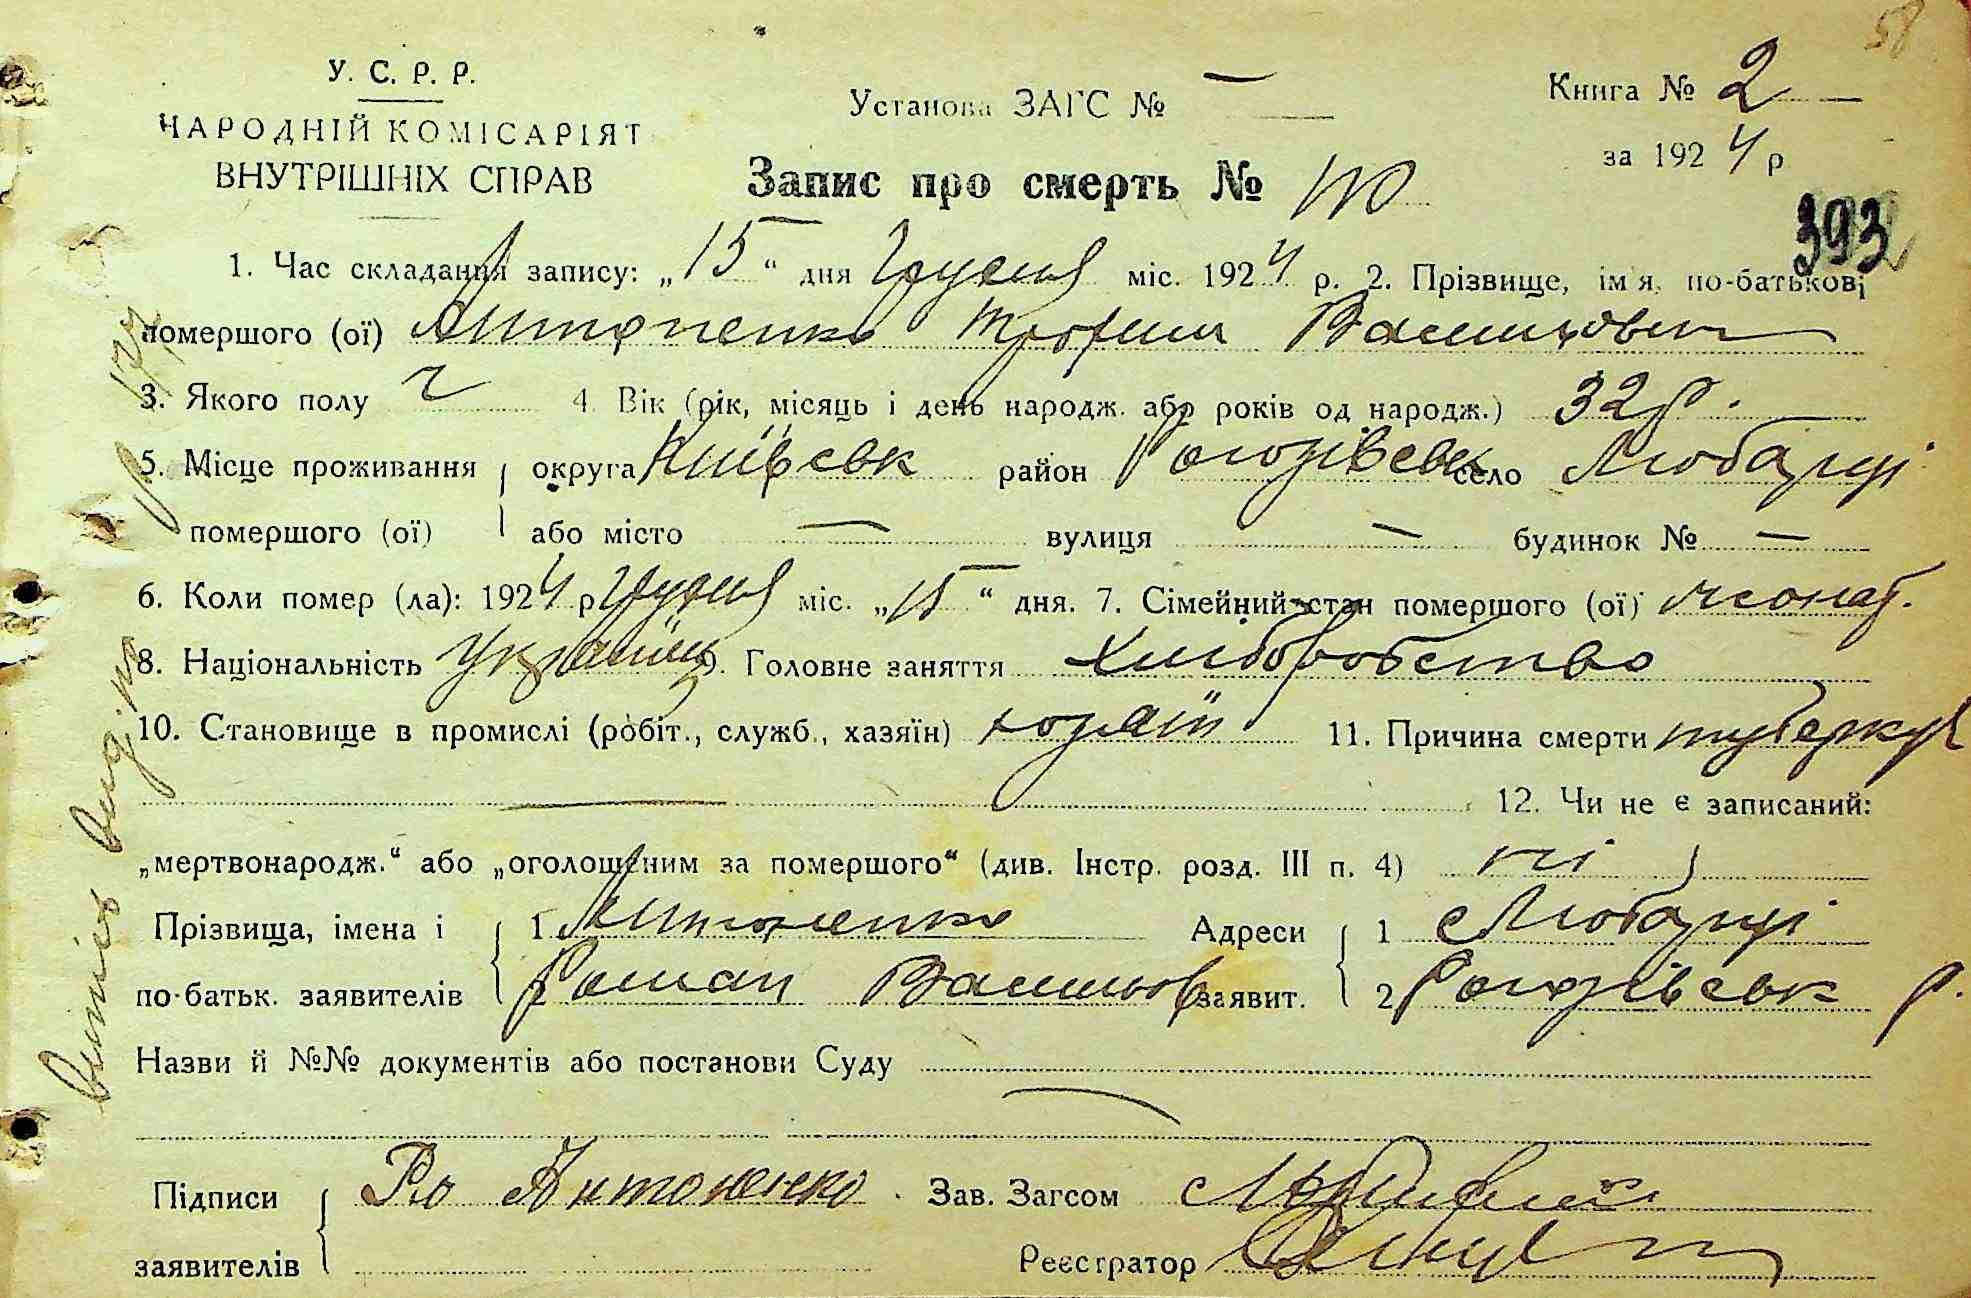 58
У. С. Р. Р.
НАРОДНІЙ КОМІСАРІЯТ
ВНУТРІШНІХ СПРАВ
Установа ЗАГС № —
Книга № 2
за 1924 р
Запис про смерть №
393
1. Час складання запису: „15" дня Грудня міс. 1924 р. 2. Прізвище, ім'я, по-батькові
помершого (ої) Антоненко Трофим Васильович
3. Якого полу ч 4. Вік (рік, місяць і день народж. або років од народж.) 32 р.
5. Місце проживання округа Київськ район Рогозівськ село Любарці
помершого (ої) або місто — вулиця — будинок № —
6. Коли помер (ла): 1924 р Грудня міс. „15" дня. 7. Сімейний стан помершого (ої) жонат.
8. Національність Україец 9. Головне заняття Хліборобство
10. Становище в промислі (робіт., служб., хазяїн) хозяїн 11. Причина смерти туберкул
12. Чи не є записаний:
„мертвонародж." або „оголошеним за помершого" (див. Інстр. розд. III п. 4) ні
Прізвища, імена і 1 Антоненко Адреси 1 с Любарці
по-батьк. заявителів 2 Роман Васильов заявит. 2 Рогозівськ р.
Назви й №№ документів або постанови Суду
Підписи Ро Антоненко Зав. Загсом
заявителів Реєстратор
витяг вид.